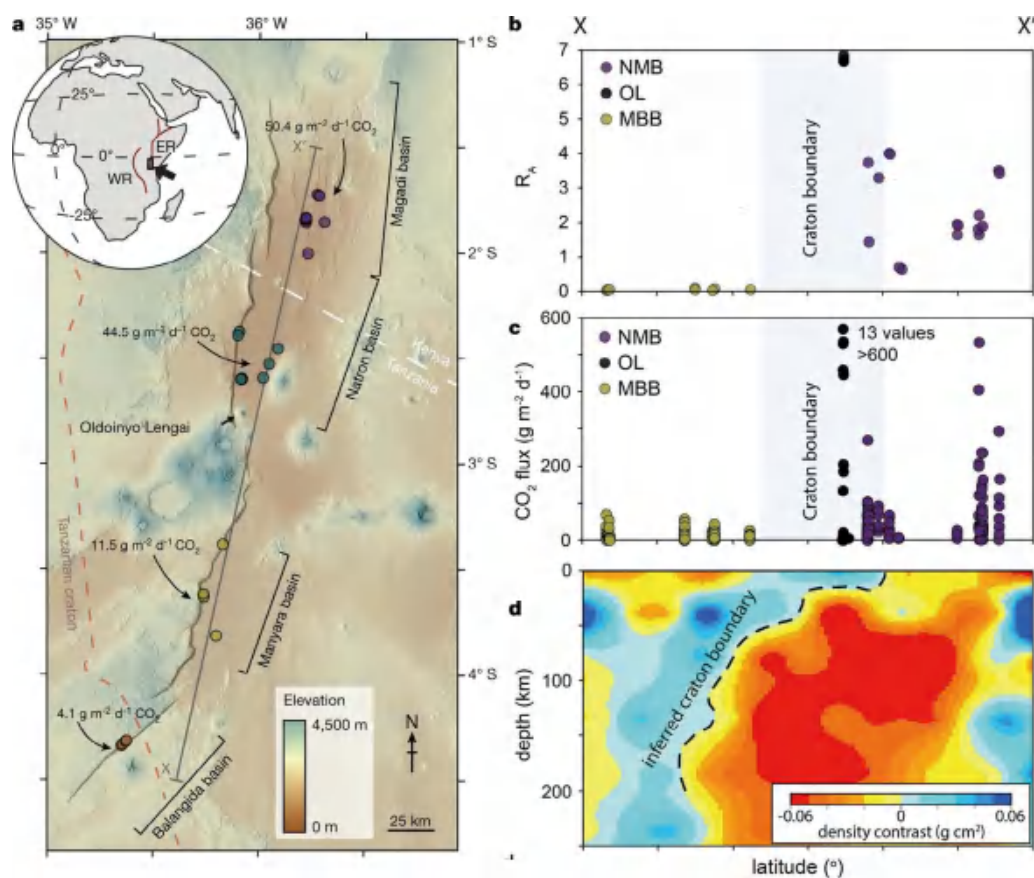 a
35° W
36° W
1° S
25°
0°
0°
ER
WR
-25°
50.4 g m⁻² d⁻¹ CO₂
X'
Magadi basin
2° S
44.5 g m⁻² d⁻¹ CO₂
Kenya
Tanzania
Natron basin
Oldoinyo Lengai
3° S
Tanzanian craton
11.5 g m⁻² d⁻¹ CO₂
Manyara basin
4° S
4.1 g m⁻² d⁻¹ CO₂
X
Balangida basin
Elevation
4,500 m
0 m
N
25 km
b
X
X'
7
6
5
4
3
2
1
0
R_A
NMB
OL
MBB
Craton boundary
c
600
400
200
0
CO₂ flux (g m⁻² d⁻¹)
NMB
OL
MBB
Craton boundary
13 values
>600
d
0
100
200
depth (km)
inferred craton boundary
-0.06
0
0.06
density contrast (g cm²)
latitude (°)